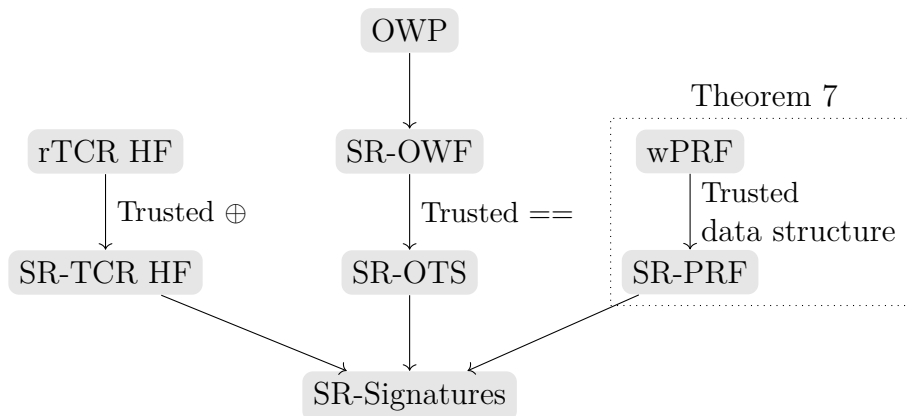 OWP
Theorem 7
rTCR HF
SR-OWF
wPRF
Trusted ⊕
Trusted ==
Trusted
data structure
SR-TCR HF
SR-OTS
SR-PRF
SR-Signatures